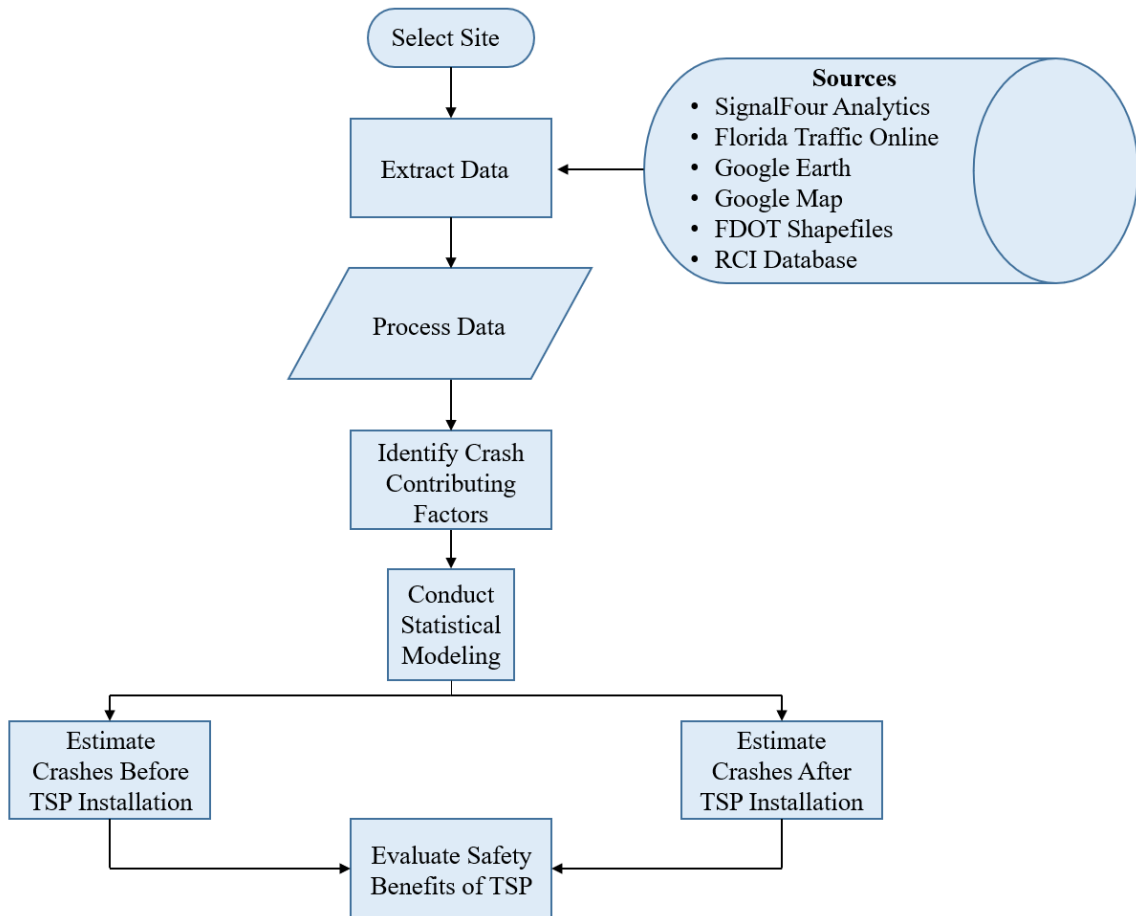 Select Site
Sources
• SignalFour Analytics
• Florida Traffic Online
• Google Earth
• Google Map
• FDOT Shapefiles
• RCI Database
Extract Data
Process Data
Identify Crash
Contributing
Factors
Conduct
Statistical
Modeling
Estimate
Crashes Before
TSP Installation
Estimate
Crashes After
TSP Installation
Evaluate Safety
Benefits of TSP